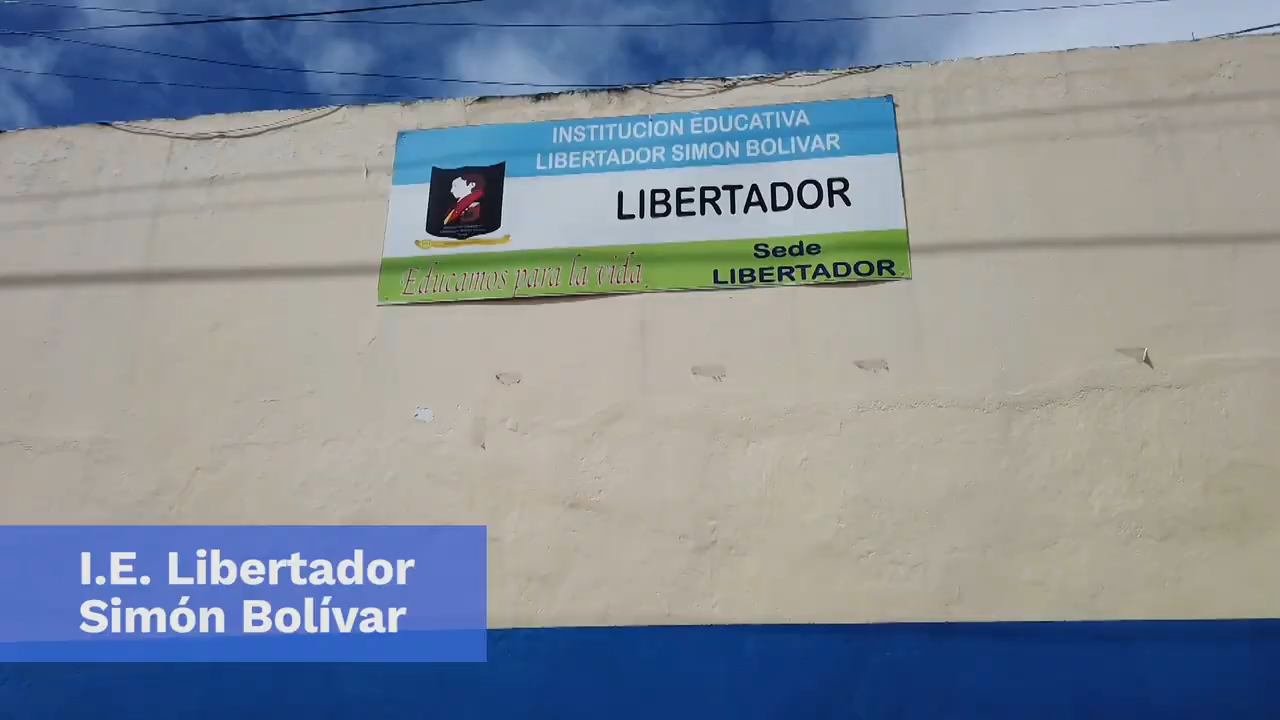 INSTITUCION EDUCATIVA
LIBERTADOR SIMON BOLIVAR
LIBERTADOR
Educamos para la vida
Sede
LIBERTADOR
I.E. Libertador
Simón Bolívar